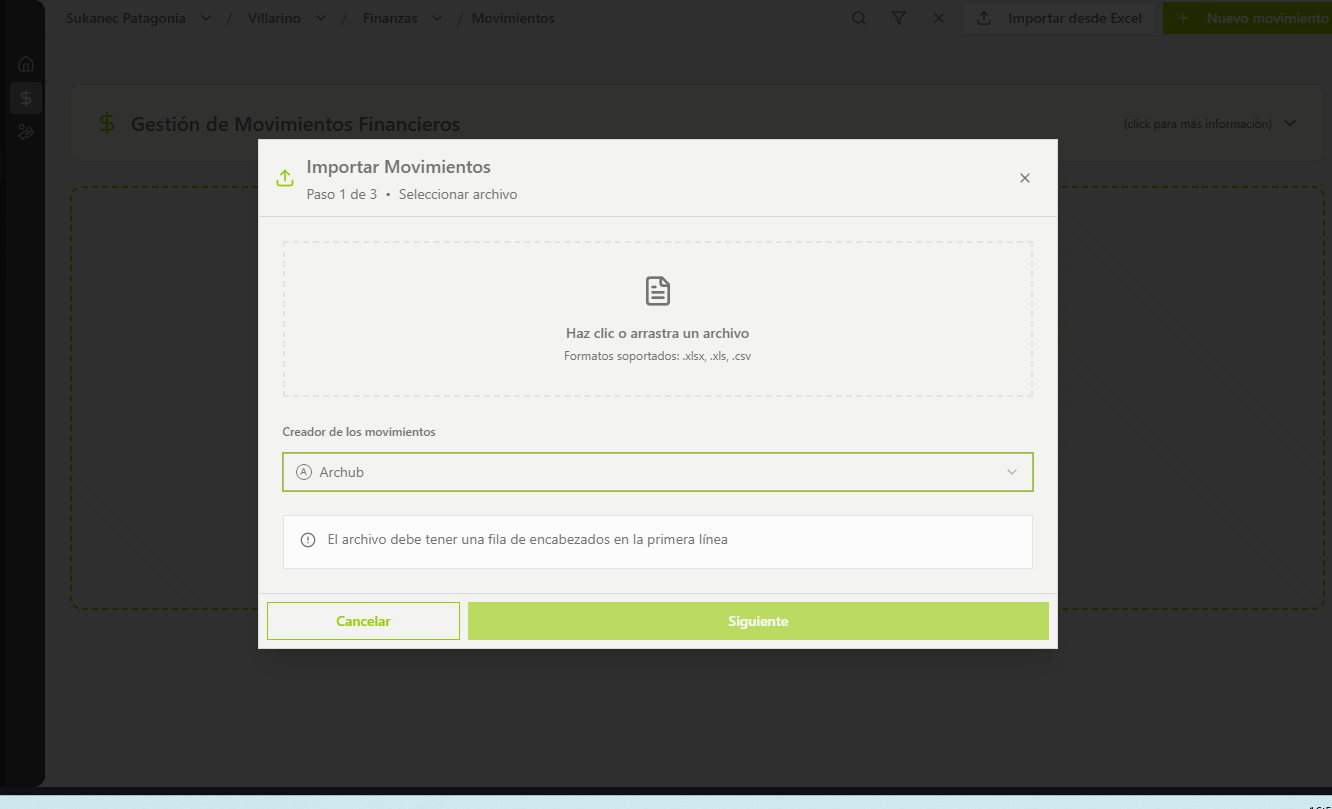 Sukanec Patagonia / Villarino / Finanzas / Movimientos
Importar desde Excel
+ Nuevo movimiento
$ Gestión de Movimientos Financieros
(click para más información)
Importar Movimientos
Paso 1 de 3 • Seleccionar archivo
Haz clic o arrastra un archivo
Formatos soportados: .xlsx, .xls, .csv
Creador de los movimientos
A Archub
El archivo debe tener una fila de encabezados en la primera línea
Cancelar
Siguiente